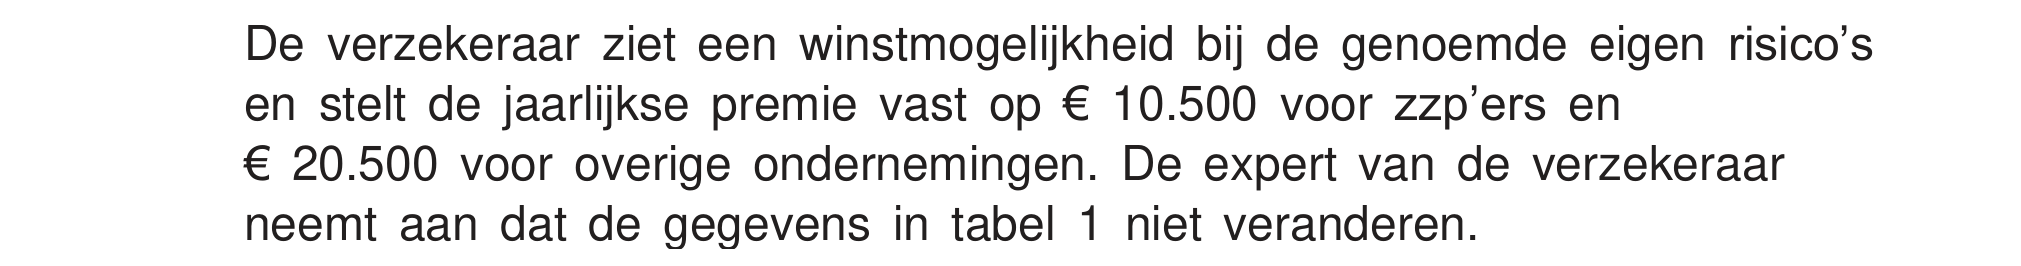 De verzekeraar ziet een winstmogelijkheid bij de genoemde eigen risico’s
en stelt de jaarlijkse premie vast op € 10.500 voor zzp’ers en
€ 20.500 voor overige ondernemingen. De expert van de verzekeraar
neemt aan dat de gegevens in tabel 1 niet veranderen.